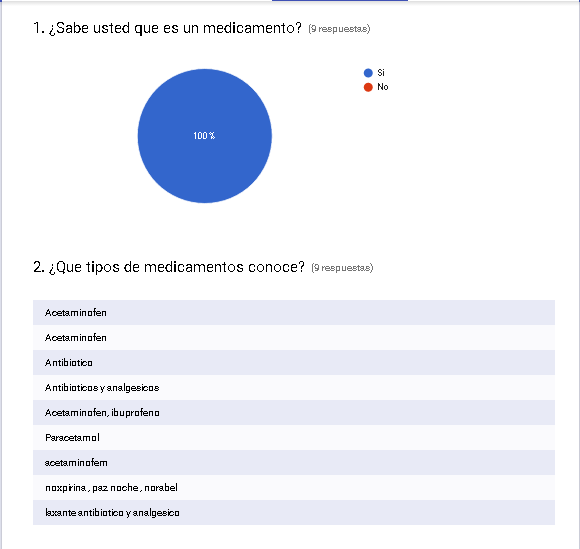 1. ¿Sabe usted que es un medicamento? (9 respuestas)
Si
No
100%
2. ¿Que tipos de medicamentos conoce? (9 respuestas)
Acetaminofen
Acetaminofen
Antibiotico
Antibioticos y analgesicos
Acetaminofen, ibuprofeno
Paracetamol
acetaminofem
noxpirina , paz noche , norabel
laxante antibiotico y analgesico